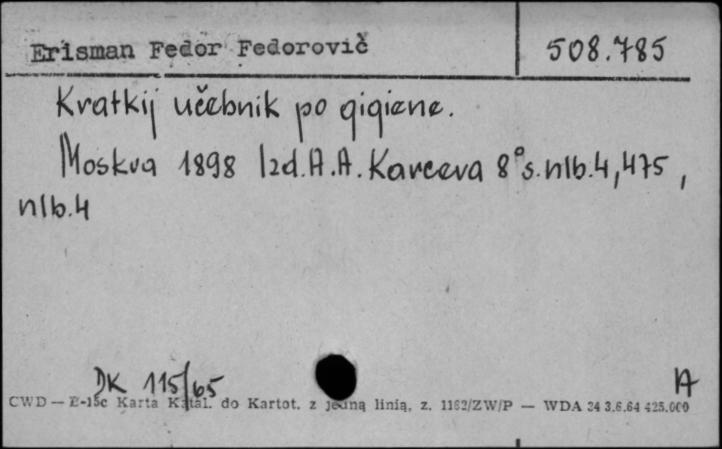 Erisman Fedor Fedorovič
508.785
Kratkij učebnik po gigiene.
Moskva 1898 Izd. A. A. Karceva 8° s. nlb. 4, 475,
nlb. 4
DK 115/65
A
CWD — E-15c Karta Katal. do Kartot. z jedną linią, z. 1162/ZW/P — WDA 24 3.6.64 425.000